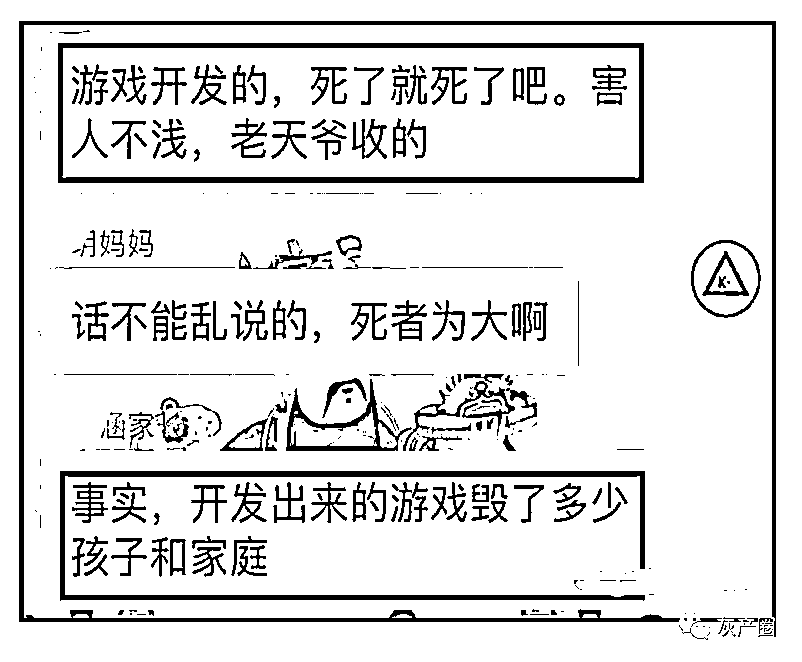 游戏开发的，死了就死了吧。害
人不浅，老天爷收的
妈妈
话不能乱说的，死者为大啊
K.
涵家
事实，开发出来的游戏毁了多少
孩子和家庭
灰产圈